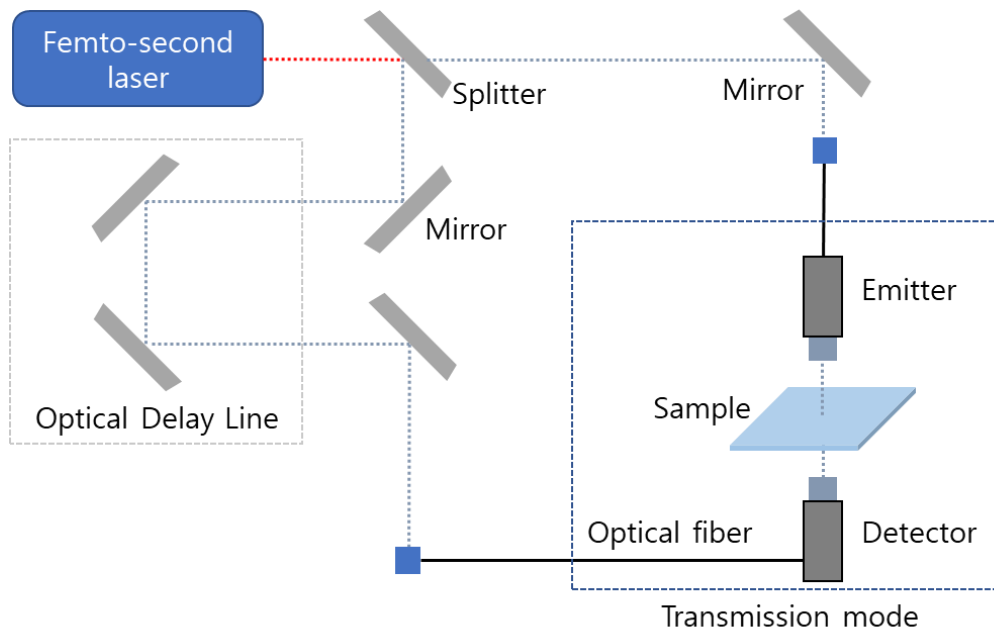 Femto-second
laser
Splitter
Mirror
Mirror
Emitter
Sample
Optical Delay Line
Optical fiber
Detector
Transmission mode